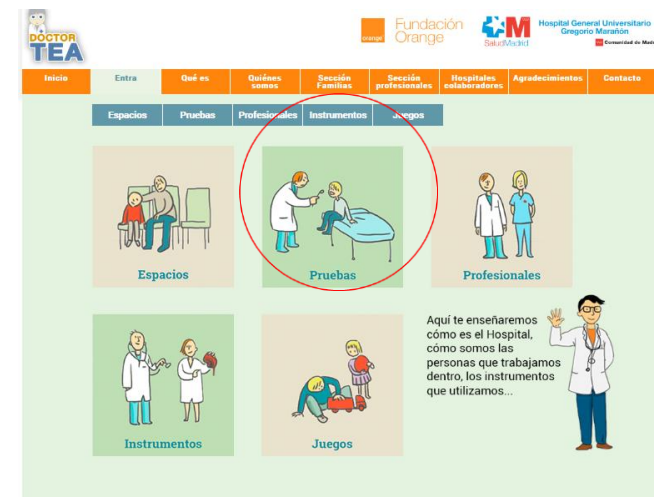 DOCTOR
TEA
orange
Fundación
Orange
SaludMadrid
Hospital General Universitario
Gregorio Marañón
Comunidad de Mad
Inicio
Entra
Qué es
Quiénes somos
Sección Familias
Sección profesionales
Hospitales colaboradores
Agradecimientos
Contacto
Espacios
Pruebas
Profesionales
Instrumentos
Juegos
Espacios
Pruebas
Profesionales
Aquí te enseñaremos
cómo es el Hospital,
cómo somos las
personas que trabajamos
dentro, los instrumentos
que utilizamos...
Instrumentos
Juegos